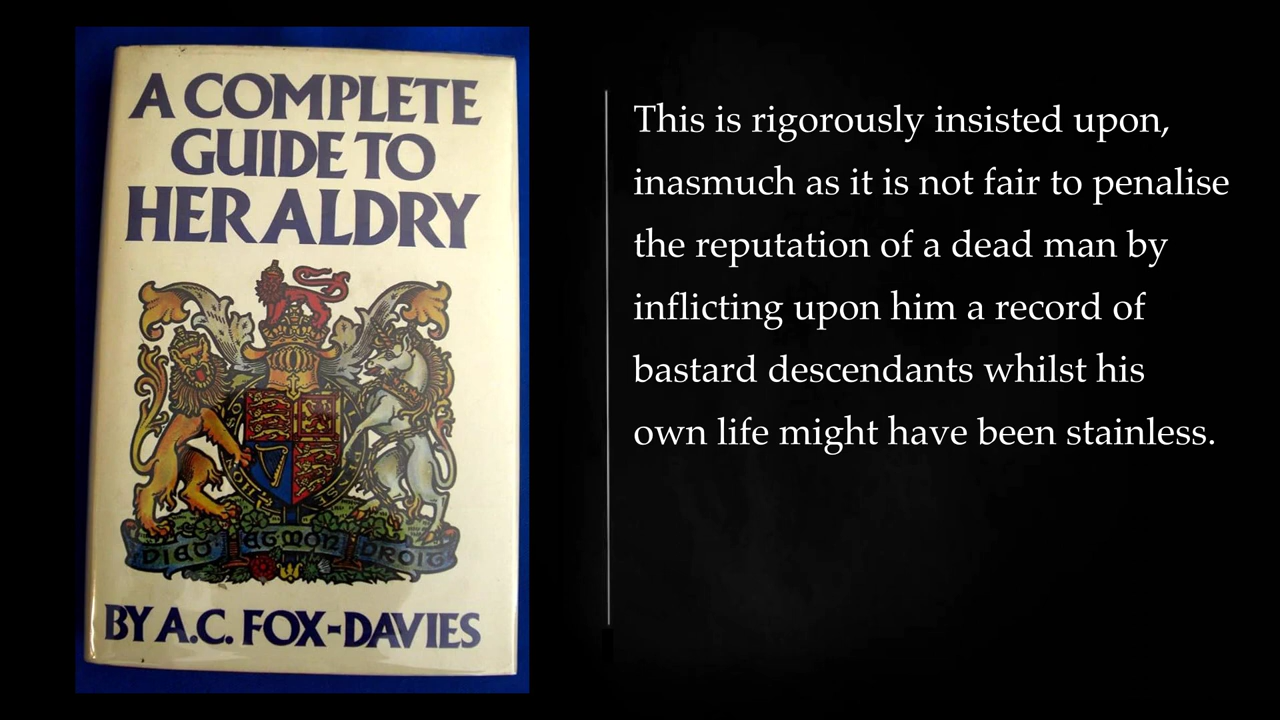 A COMPLETE
GUIDE TO
HERALDRY
DIEU ET MON DROIT
BY A.C. FOX-DAVIES
This is rigorously insisted upon,
inasmuch as it is not fair to penalise
the reputation of a dead man by
inflicting upon him a record of
bastard descendants whilst his
own life might have been stainless.